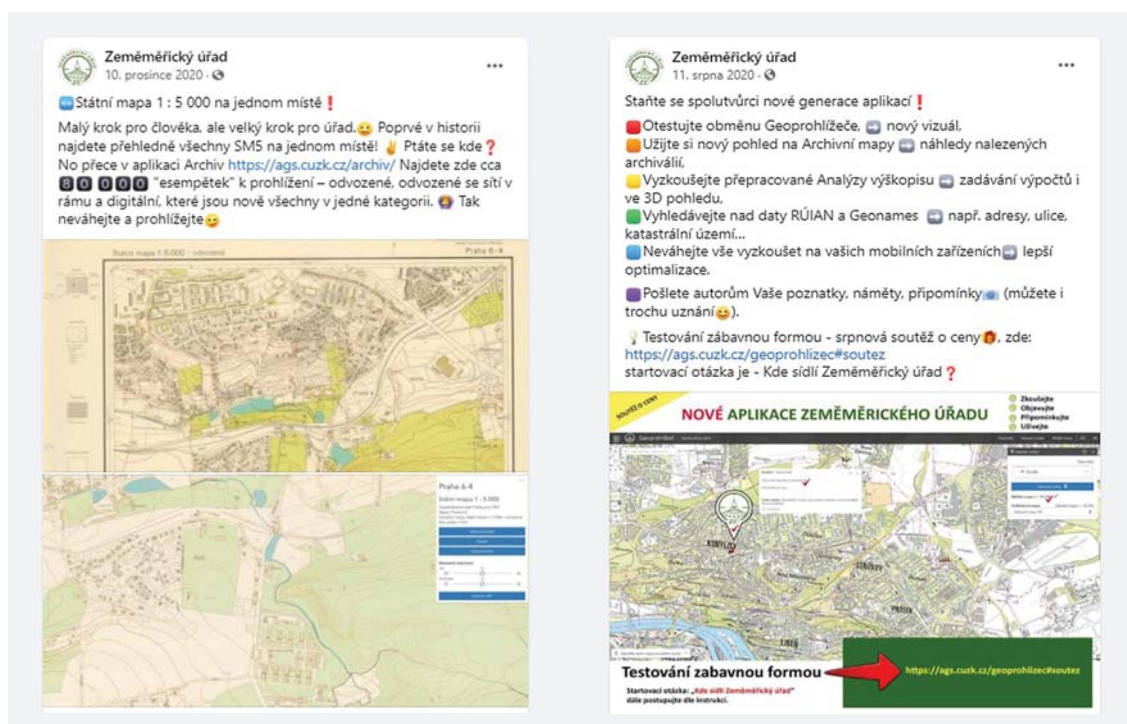 Zeměměřický úřad
10. prosince 2020 ·
🆕Státní mapa 1 : 5 000 na jednom místě❗
Malý krok pro člověka, ale velký krok pro úřad.😀 Poprvé v historii
najdete přehledně všechny SM5 na jednom místě! ✌ Ptáte se kde❓
No přece v aplikaci Archiv https://ags.cuzk.cz/archiv/ Najdete zde cca
8 0 0 0 0 "esempětek" k prohlížení – odvozené, odvozené se sítí v
rámu a digitální, které jsou nově všechny v jedné kategorii. Tak
neváhejte a prohlížejte😀
Státní mapa 1:5 000 - odvozená
Praha 6-4
Praha 6-4
Státní mapa 1 : 5000
Zeměměřický úřad
11. srpna 2020 ·
Staňte se spolutvůrci nové generace aplikací❗
🟥Otestujte obměnu Geoprohlížeče, ➡ nový vizuál,
🟧Užijte si nový pohled na Archivní mapy ➡ náhledy nalezených
archiválií,
🟨Vyzkoušejte přepracované Analýzy výškopisu ➡ zadávání výpočtů i
ve 3D pohledu,
🟩Vyhledávejte nad daty RÚIAN a Geonames ➡ např. adresy, ulice,
katastrální území...
🟦Neváhejte vše vyzkoušet na vašich mobilních zařízeních➡ lepší
optimalizace.
🟪Pošlete autorům Vaše poznatky, náměty, připomínky📧 (můžete i
trochu uznání😄).
💡 Testování zábavnou formou - srpnová soutěž o ceny🎁, zde:
https://ags.cuzk.cz/geoprohlizec#soutez
startovací otázka je - Kde sídlí Zeměměřický úřad❓
SOUTĚŽ O CENY
NOVÉ APLIKACE ZEMĚMĚRICKÉHO ÚŘADU
Zkoušejte
Objevujte
Připomínkujte
Užívejte
KOBYLISY
PROSEK
LIBEŇ
Testování zabavnou formou
https://ags.cuzk.cz/geoprohlizec#soutez
Startovací otázka: „Kde sídlí Zeměměřický úřad"
dále postupujte dle instrukcí.